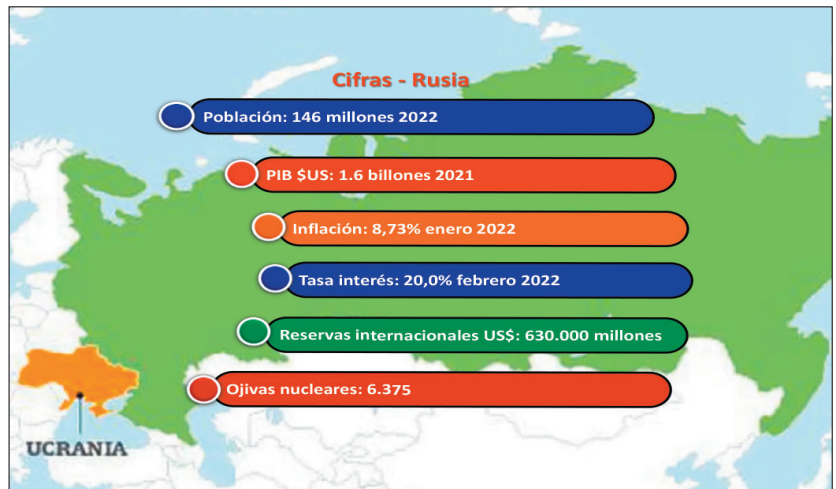 Cifras - Rusia
Población: 146 millones 2022
PIB $US: 1.6 billones 2021
Inflación: 8,73% enero 2022
Tasa interés: 20,0% febrero 2022
Reservas internacionales US$: 630.000 millones
Ojivas nucleares: 6.375
UCRANIA